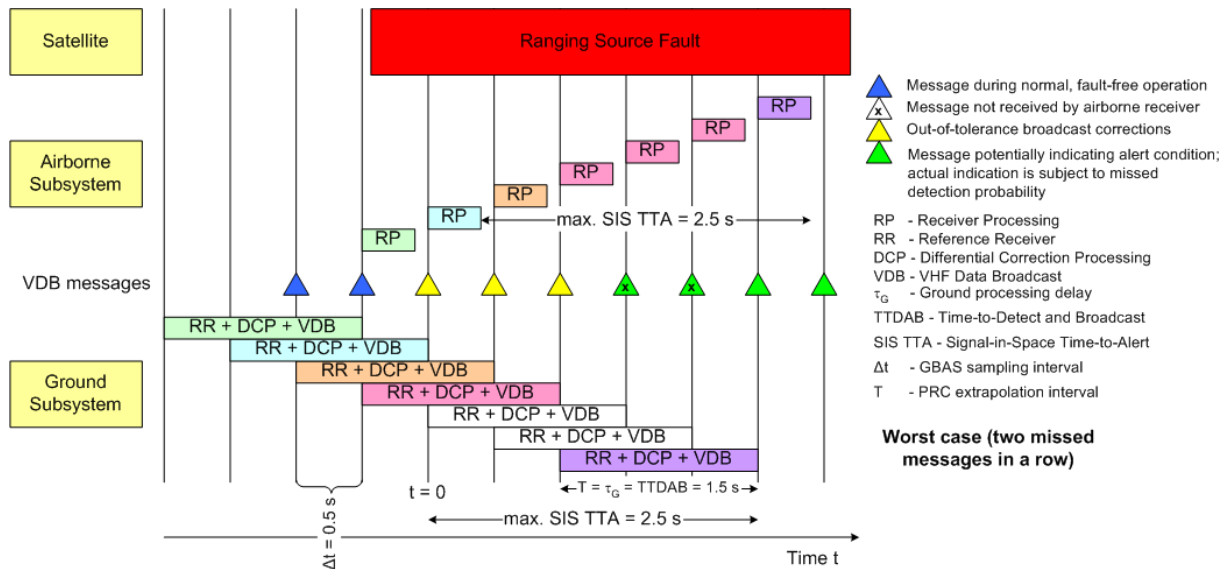 Satellite
Ranging Source Fault
Message during normal, fault-free operation
x
Message not received by airborne receiver
Out-of-tolerance broadcast corrections
Message potentially indicating alert condition;
actual indication is subject to missed
detection probability
RP
RP
RP
Airborne
Subsystem
RP
RP
RP
max. SIS TTA = 2.5 s
RP
RP - Receiver Processing
RR - Reference Receiver
DCP - Differential Correction Processing
VDB - VHF Data Broadcast
τG - Ground processing delay
TTDAB - Time-to-Detect and Broadcast
SIS TTA - Signal-in-Space Time-to-Alert
Δt - GBAS sampling interval
T - PRC extrapolation interval
VDB messages
x
x
RR + DCP + VDB
RR + DCP + VDB
Ground
Subsystem
RR + DCP + VDB
RR + DCP + VDB
RR + DCP + VDB
RR + DCP + VDB
RR + DCP + VDB
Worst case (two missed
messages in a row)
t = 0
T = τG = TTDAB = 1.5 s
Δt = 0.5 s
max. SIS TTA = 2.5 s
Time t